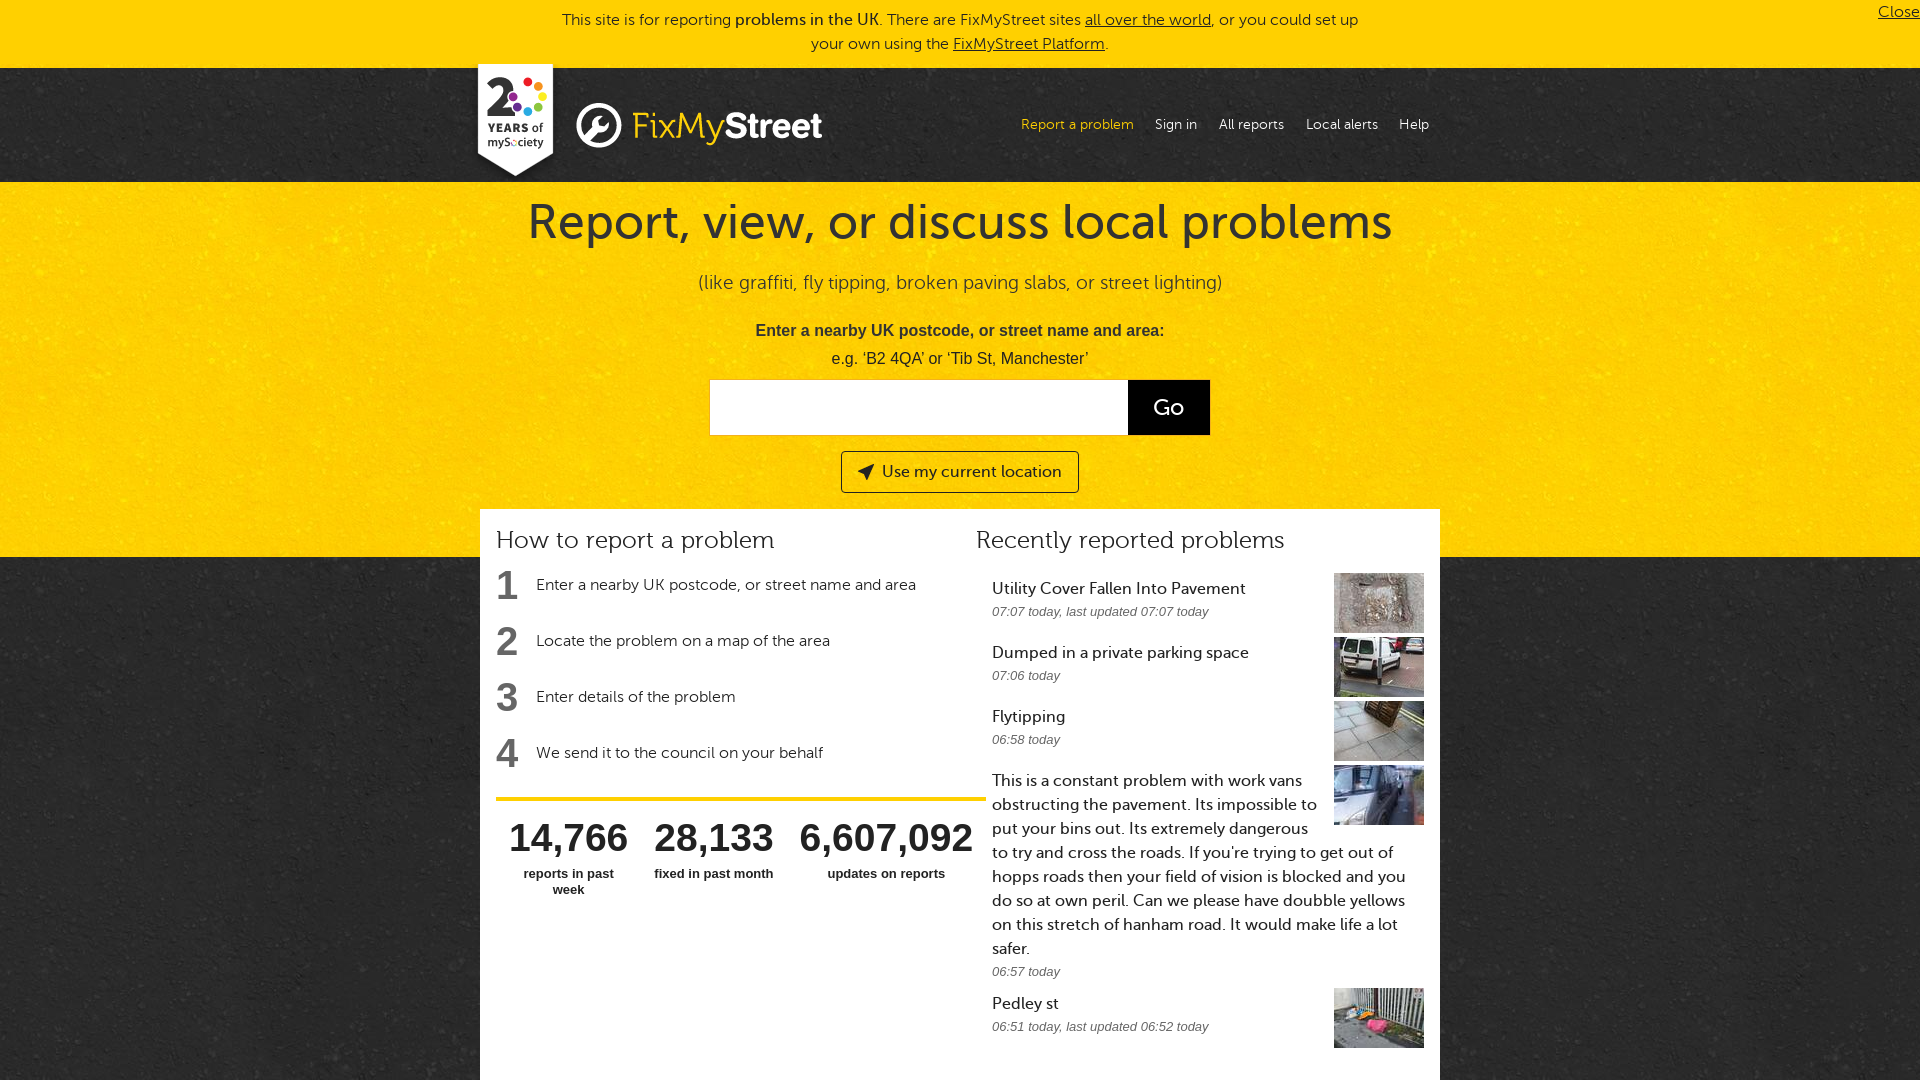 This site is for reporting problems in the UK. There are FixMyStreet sites all over the world, or you could set up
your own using the FixMyStreet Platform.
Close
20
YEARS of
mySociety
FixMyStreet
Report a problem
Sign in
All reports
Local alerts
Help
Report, view, or discuss local problems
(like graffiti, fly tipping, broken paving slabs, or street lighting)
Enter a nearby UK postcode, or street name and area:
e.g. ‘B2 4QA’ or ‘Tib St, Manchester’
Go
Use my current location
How to report a problem
1 Enter a nearby UK postcode, or street name and area
2 Locate the problem on a map of the area
3 Enter details of the problem
4 We send it to the council on your behalf
14,766
reports in past
week
28,133
fixed in past month
6,607,092
updates on reports
Recently reported problems
Utility Cover Fallen Into Pavement
07:07 today, last updated 07:07 today
Dumped in a private parking space
07:06 today
Flytipping
06:58 today
This is a constant problem with work vans
obstructing the pavement. Its impossible to
put your bins out. Its extremely dangerous
to try and cross the roads. If you're trying to get out of
hopps roads then your field of vision is blocked and you
do so at own peril. Can we please have doubble yellows
on this stretch of hanham road. It would make life a lot
safer.
06:57 today
Pedley st
06:51 today, last updated 06:52 today